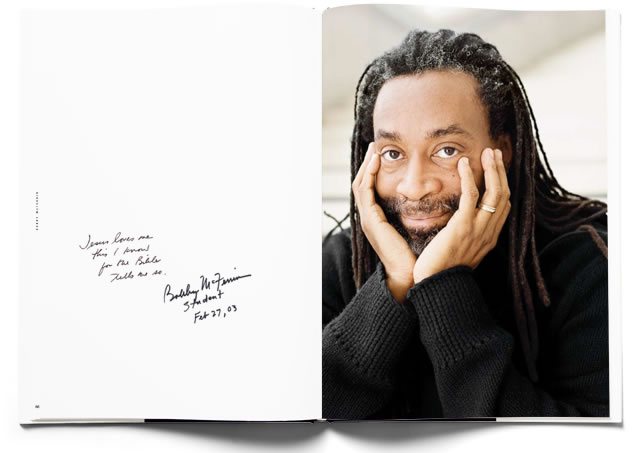 BOBBY MCFERRIN
Jesus loves me
this I know
for the Bible
tells me so.
Bobby McFerrin
Student
Feb 27, 03